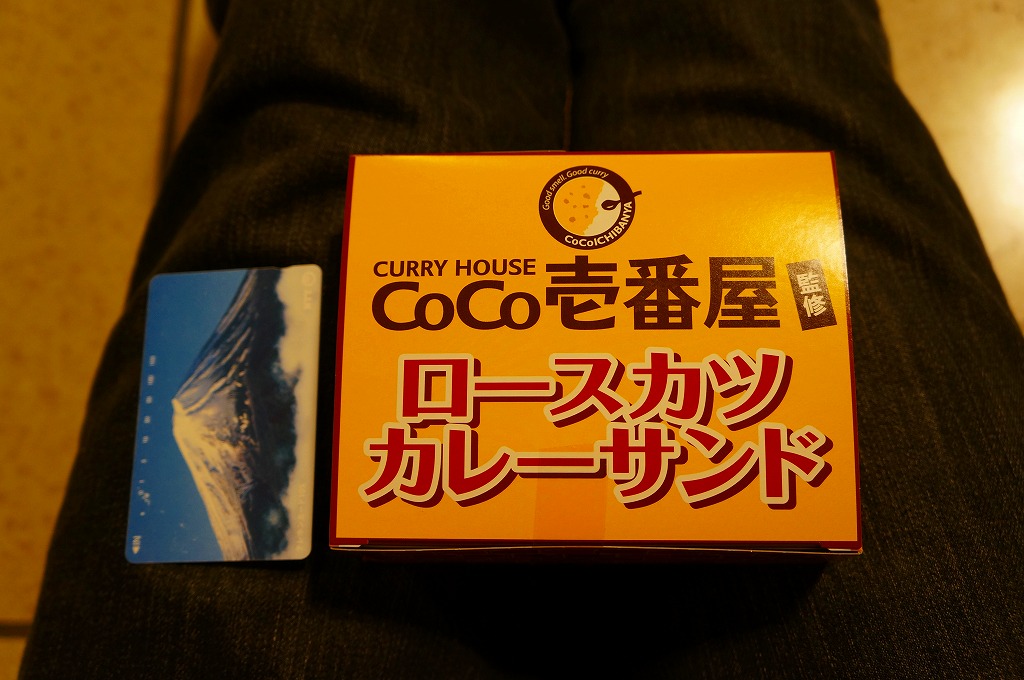 Good smell. Good curry
CoCoICHIBANYA
CURRY HOUSE
CoCo壱番屋
監修
ロースカツ
カレーサンド